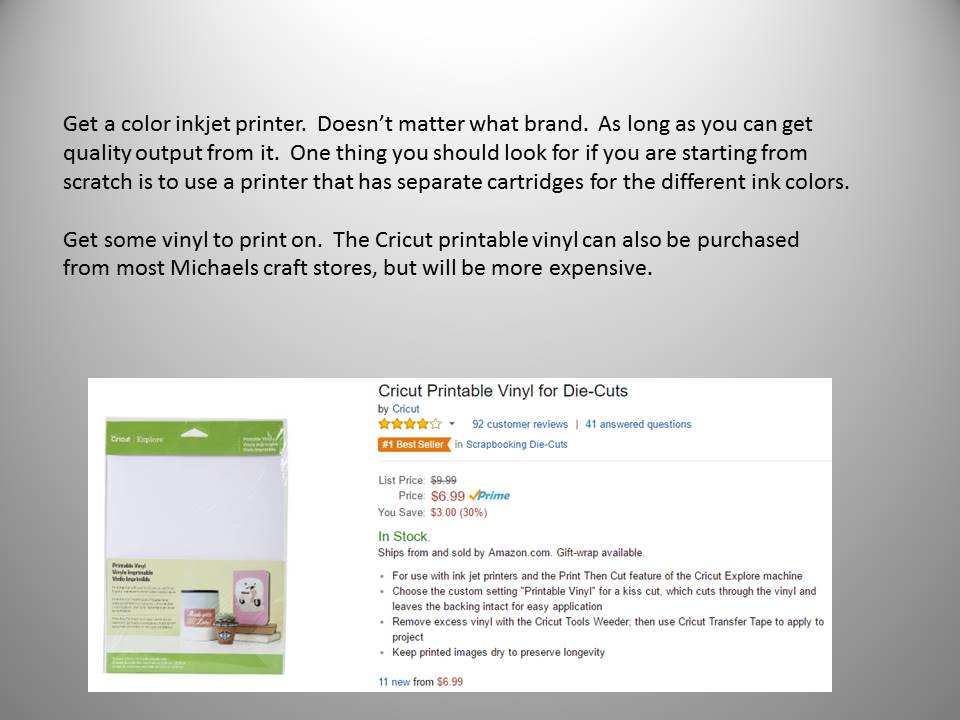 Get a color inkjet printer.  Doesn’t matter what brand.  As long as you can get
quality output from it.  One thing you should look for if you are starting from
scratch is to use a printer that has separate cartridges for the different ink colors.
Get some vinyl to print on.  The Cricut printable vinyl can also be purchased
from most Michaels craft stores, but will be more expensive.
Cricut Explore
Printable Vinyl
Printable Vinyl
Vinyle Imprimable
Vinilo Imprimible
Cricut Printable Vinyl for Die-Cuts
by Cricut
92 customer reviews | 41 answered questions
#1 Best Seller in Scrapbooking Die-Cuts
List Price: $9.99
Price: $6.99 Prime
You Save: $3.00 (30%)
In Stock.
Ships from and sold by Amazon.com. Gift-wrap available.
For use with ink jet printers and the Print Then Cut feature of the Cricut Explore machine
Choose the custom setting "Printable Vinyl" for a kiss cut, which cuts through the vinyl and
leaves the backing intact for easy application
Remove excess vinyl with the Cricut Tools Weeder; then use Cricut Transfer Tape to apply to
project
Keep printed images dry to preserve longevity
11 new from $6.99